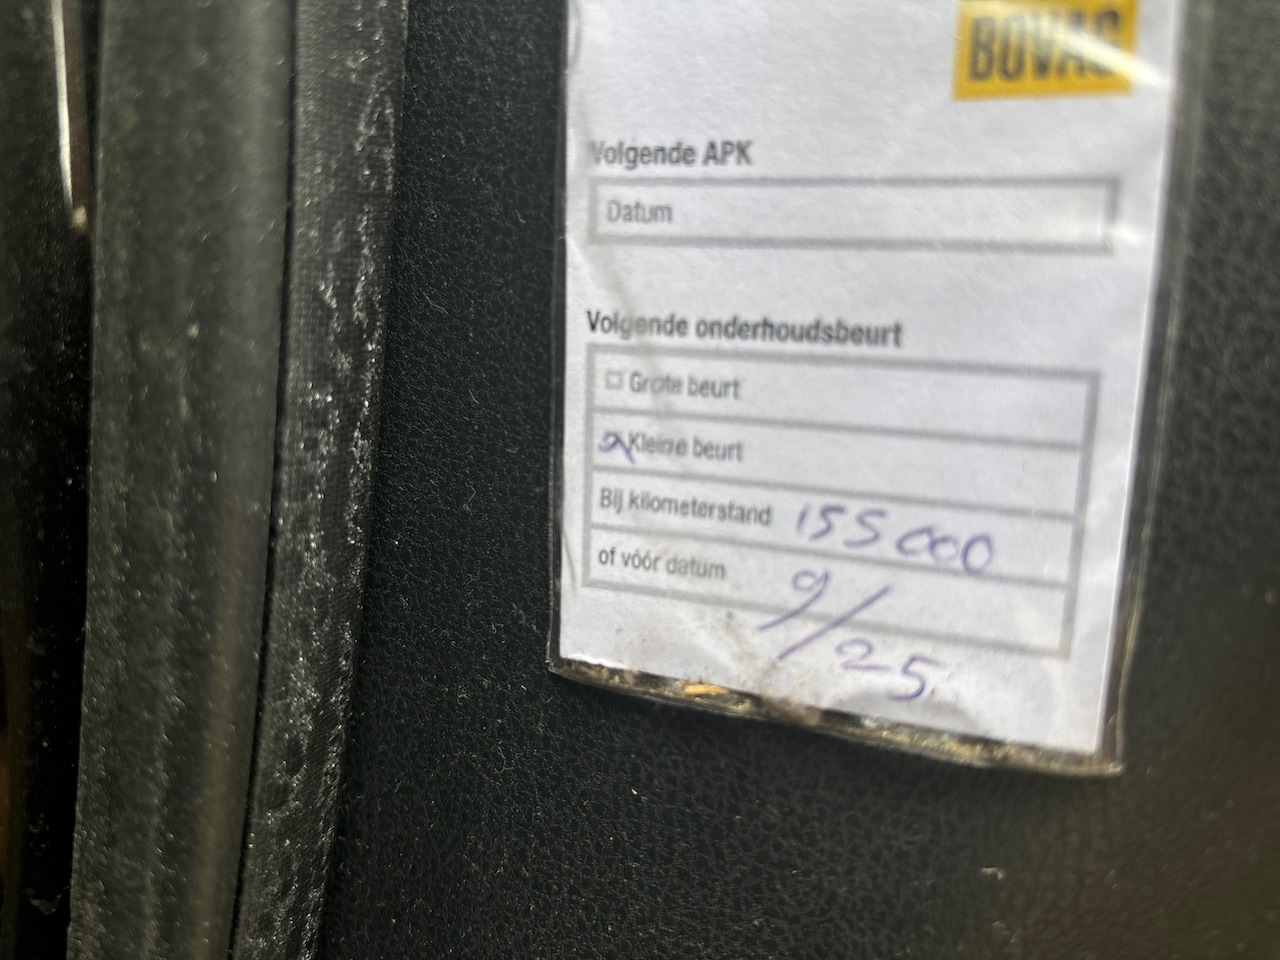 BOVAG
Volgende APK
Datum
Volgende onderhoudsbeurt
Grote beurt
Kleine beurt
Bij kilometerstand 155000
of vóór datum 9/25